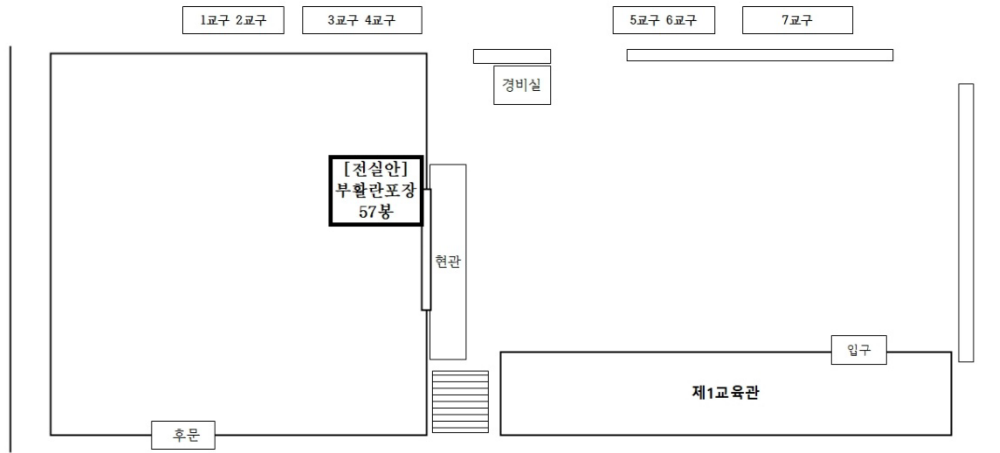 1교구 2교구
3교구 4교구
5교구 6교구
7교구
경비실
[전실안]
부활란포장
57봉
현관
입구
제1교육관
후문